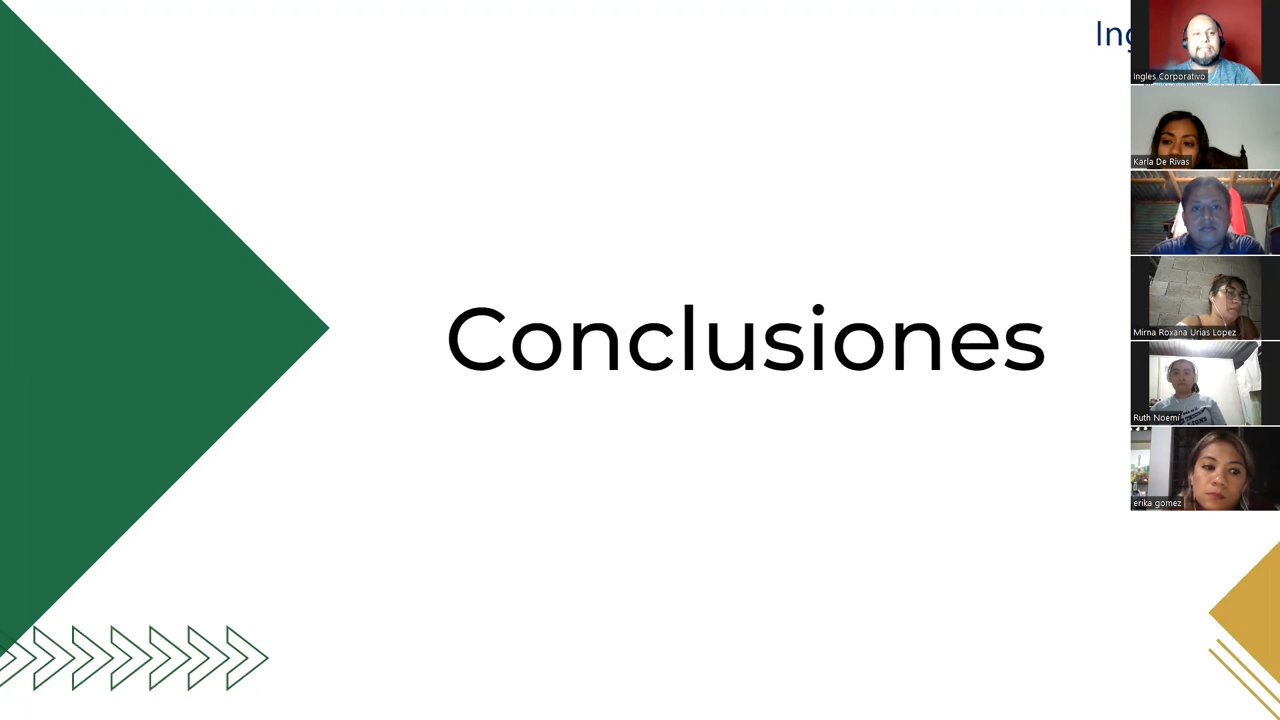 Ing
Ingles Corporativo
Karla De Rivas
Conclusiones
Mirna Roxana Urias Lopez
Ruth Noemí
erika gomez